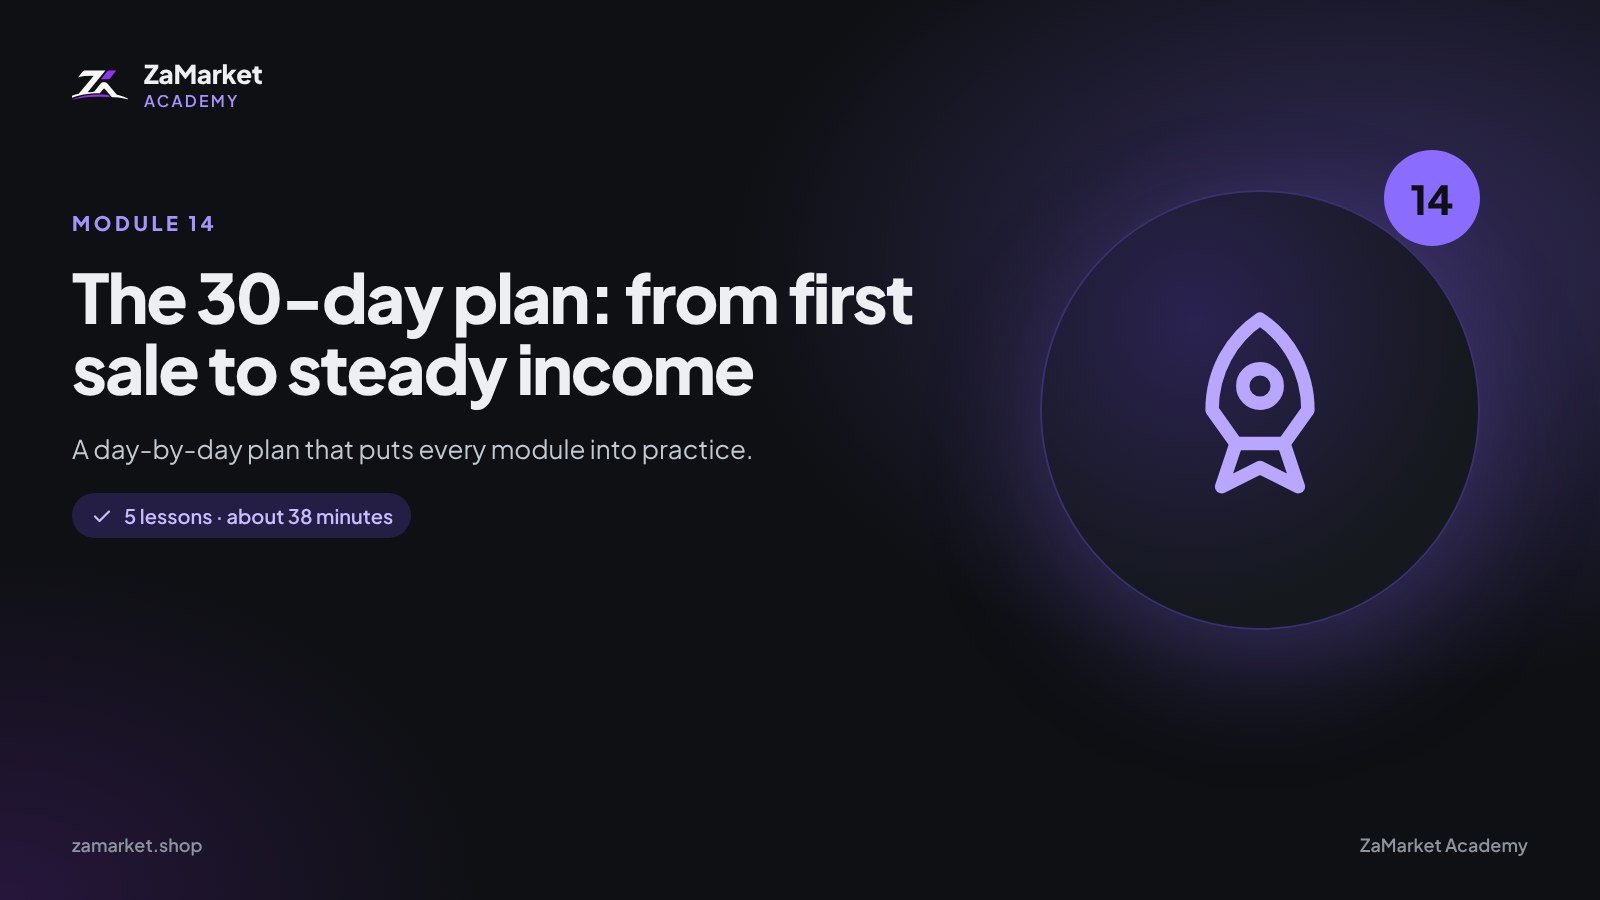 ZaMarket
ACADEMY
MODULE 14
The 30-day plan: from first
sale to steady income
A day-by-day plan that puts every module into practice.
5 lessons · about 38 minutes
14
zamarket.shop
ZaMarket Academy